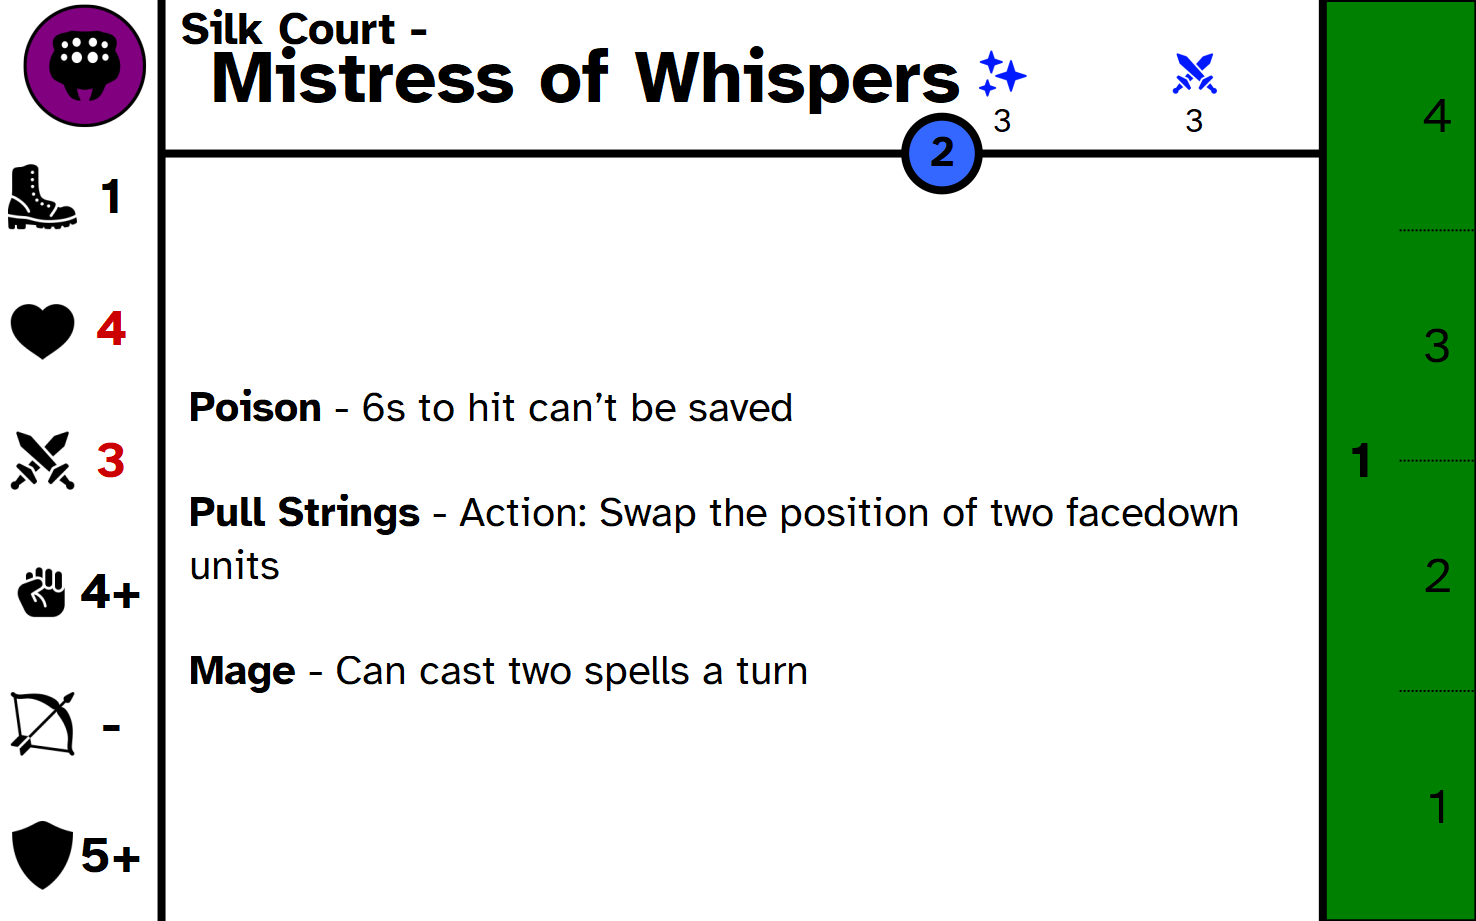 Silk Court -
Mistress of Whispers
3
3
2
1
4
3
4+
-
5+
Poison - 6s to hit can’t be saved
Pull Strings - Action: Swap the position of two facedown
units
Mage - Can cast two spells a turn
4
3
1
2
1